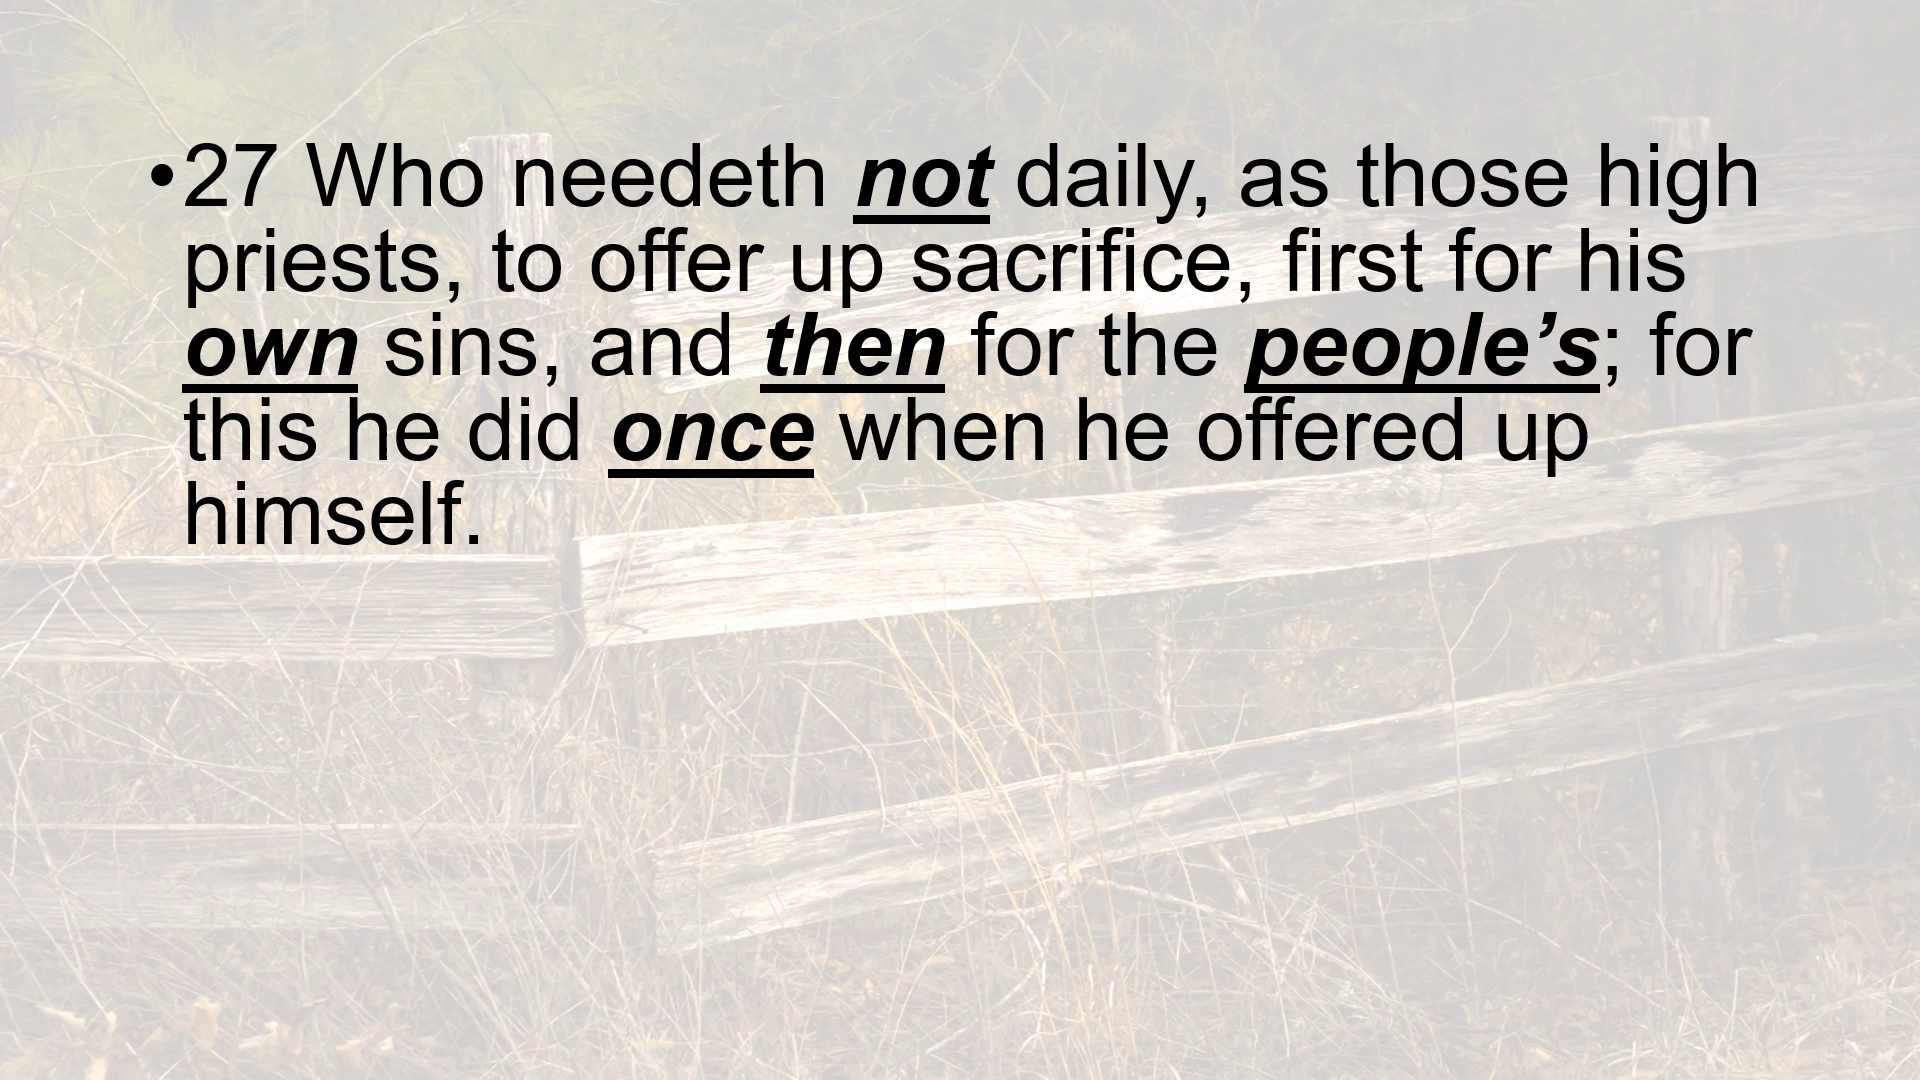 •27 Who needeth not daily, as those high
priests, to offer up sacrifice, first for his
own sins, and then for the people’s; for
this he did once when he offered up
himself.